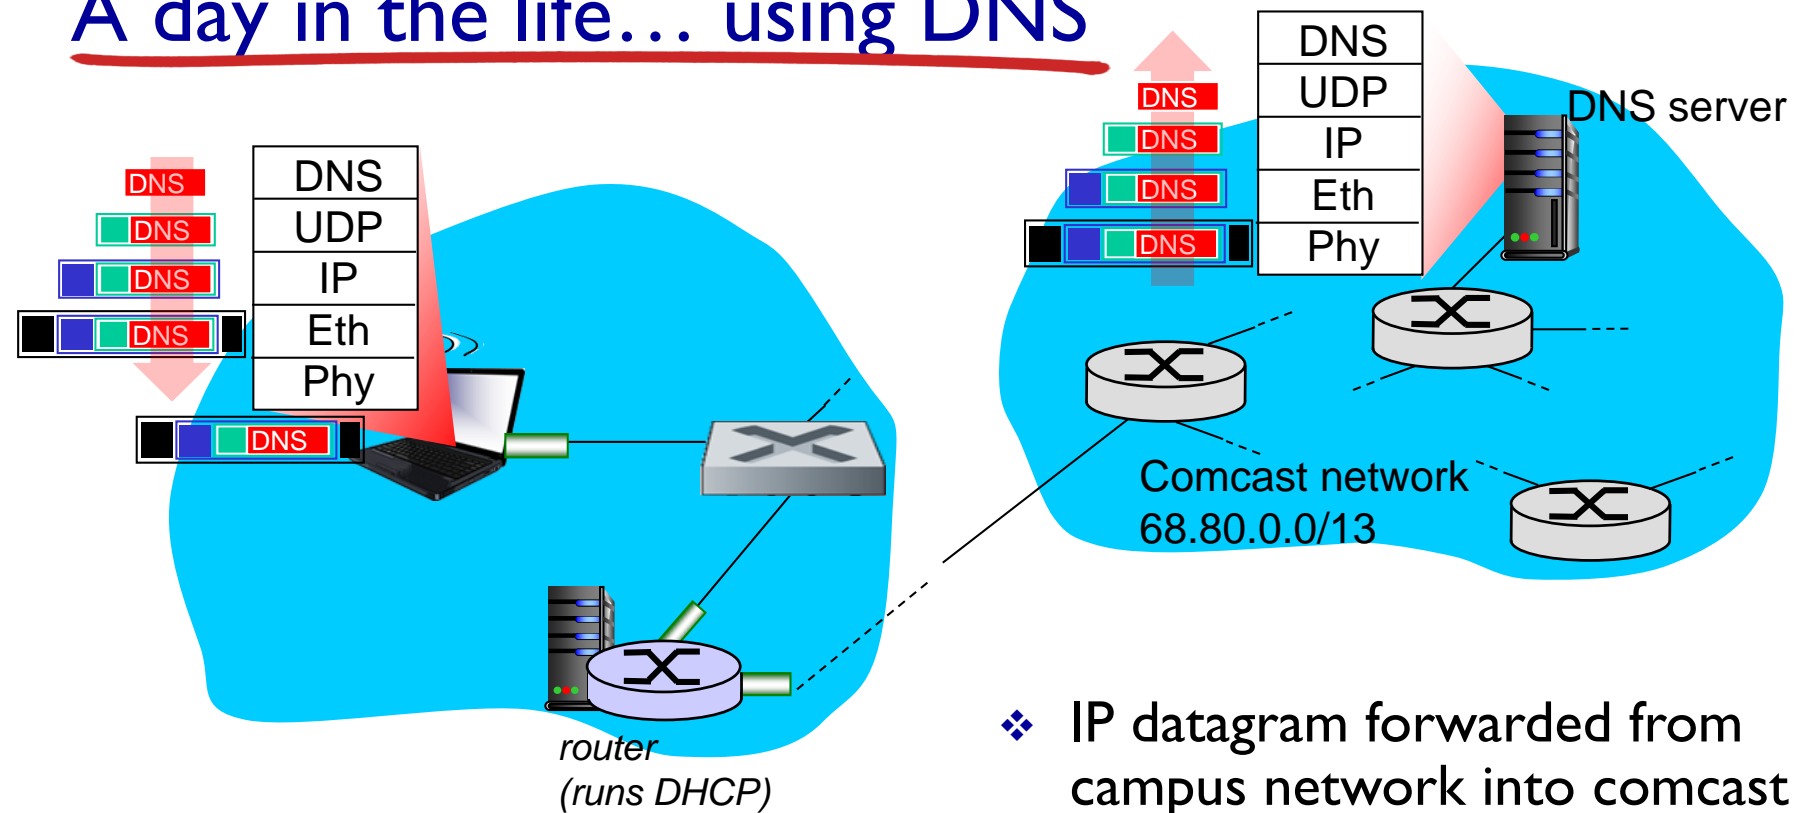 A day in the life... using DNS
DNS
UDP
IP
Eth
Phy
DNS
DNS
DNS
DNS
DNS
router
(runs DHCP)
DNS
UDP
IP
Eth
Phy
DNS
DNS
DNS
DNS
DNS server
Comcast network
68.80.0.0/13
❖ IP datagram forwarded from
campus network into comcast